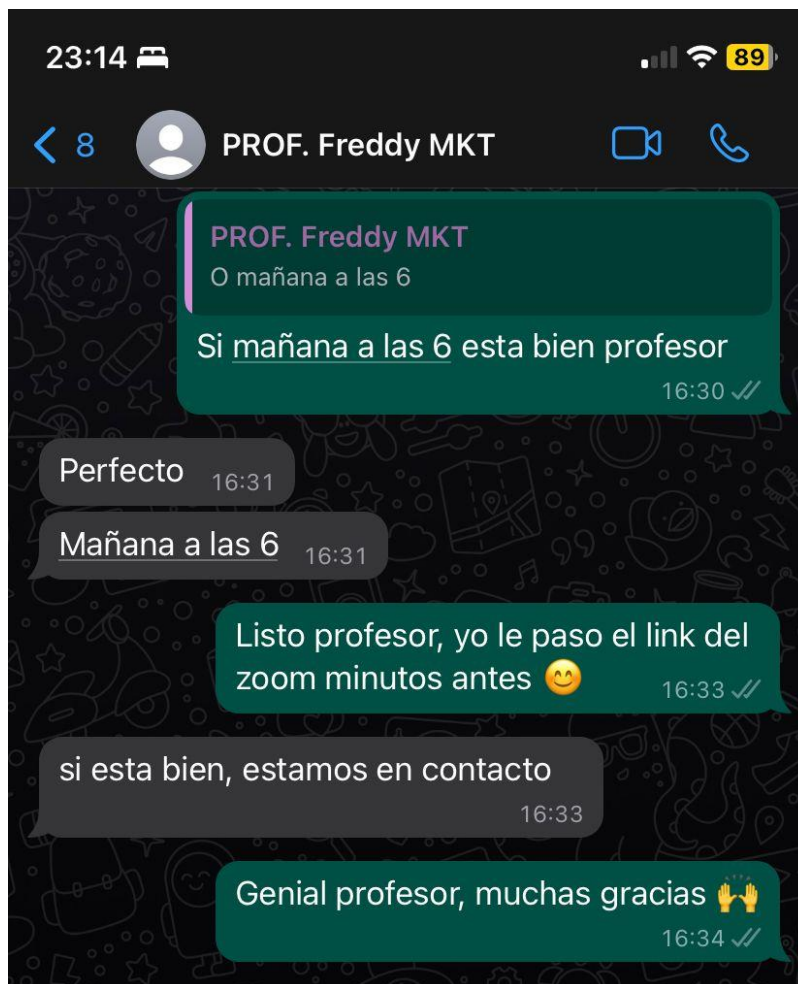 23:14
89
8
PROF. Freddy MKT
PROF. Freddy MKT
O mañana a las 6
Si mañana a las 6 esta bien profesor
16:30
Perfecto
16:31
Mañana a las 6
16:31
Listo profesor, yo le paso el link del
zoom minutos antes 😊
16:33
si esta bien, estamos en contacto
16:33
Genial profesor, muchas gracias 🙌
16:34